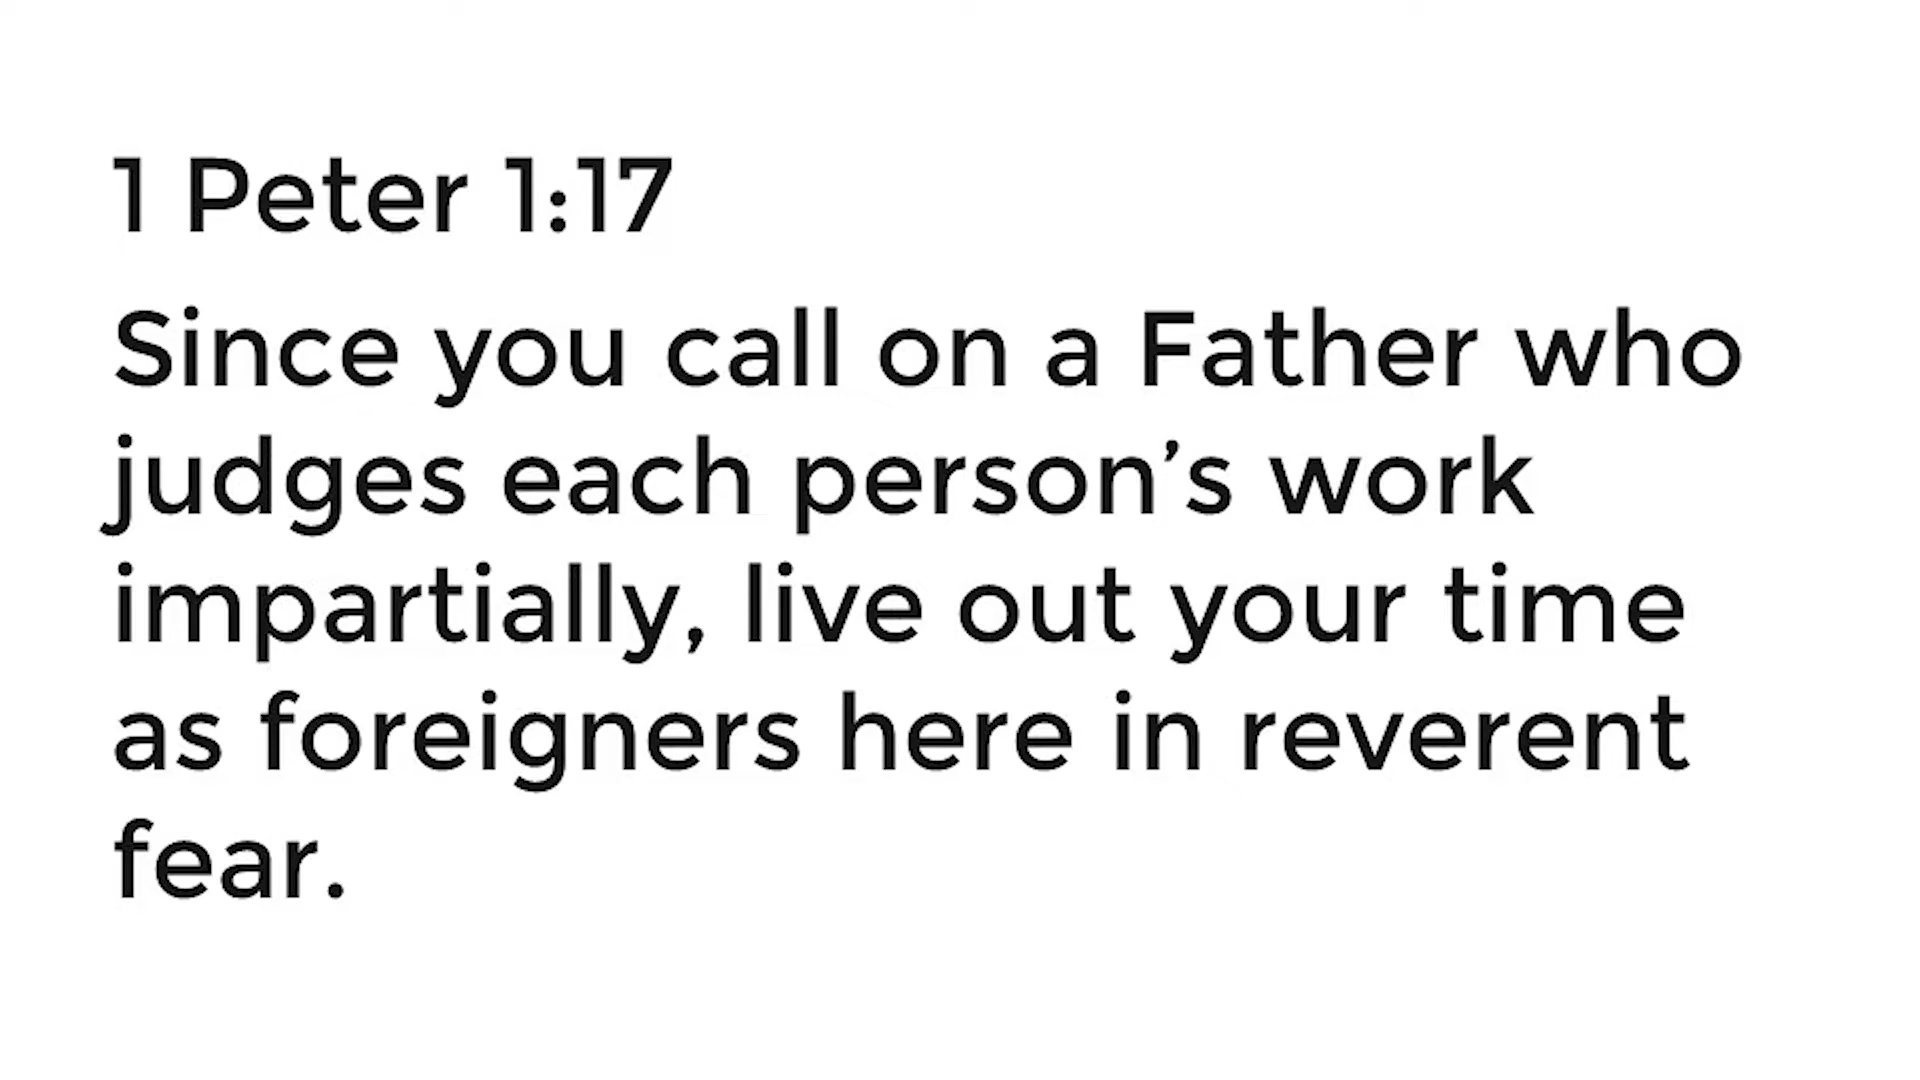 1 Peter 1:17
Since you call on a Father who
judges each person’s work
impartially, live out your time
as foreigners here in reverent
fear.